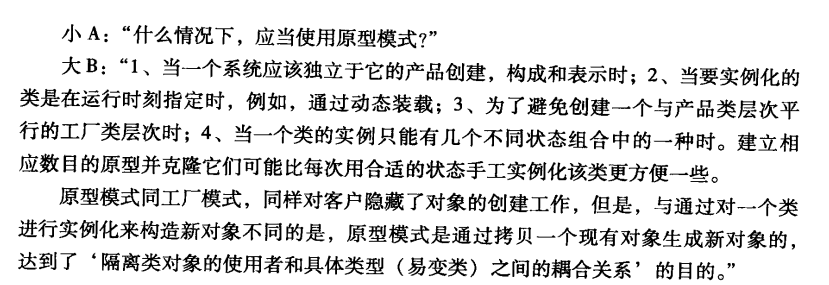 小 A：“什么情况下，应当使用原型模式？”
大 B：“1、当一个系统应该独立于它的产品创建，构成和表示时；2、当要实例化的
类是在运行时刻指定时，例如，通过动态装载；3、为了避免创建一个与产品类层次平
行的工厂类层次时；4、当一个类的实例只能有几个不同状态组合中的一种时。建立相
应数目的原型并克隆它们可能比每次用合适的状态手工实例化该类更方便一些。
原型模式同工厂模式，同样对客户隐藏了对象的创建工作，但是，与通过对一个类
进行实例化来构造新对象不同的是，原型模式是通过拷贝一个现有对象生成新对象的，
达到了‘隔离类对象的使用者和具体类型（易变类）之间的耦合关系’的目的。”